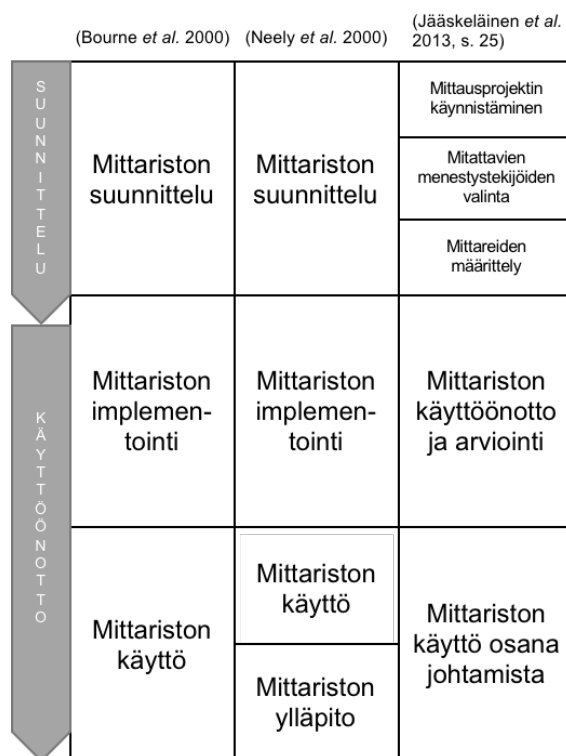 (Bourne et al. 2000)
(Neely et al. 2000)
(Jääskeläinen et al.
2013, s. 25)
SUUNNITTELU
Mittariston
suunnittelu
Mittariston
suunnittelu
Mittausprojektin
käynnistäminen
Mitattavien
menestystekijöiden
valinta
Mittareiden
määrittely
KÄYTTÖÖNOTTO
Mittariston
implemen-
tointi
Mittariston
implemen-
tointi
Mittariston
käyttöönotto
ja arviointi
Mittariston
käyttö
Mittariston
käyttö
Mittariston
ylläpito
Mittariston
käyttö osana
johtamista